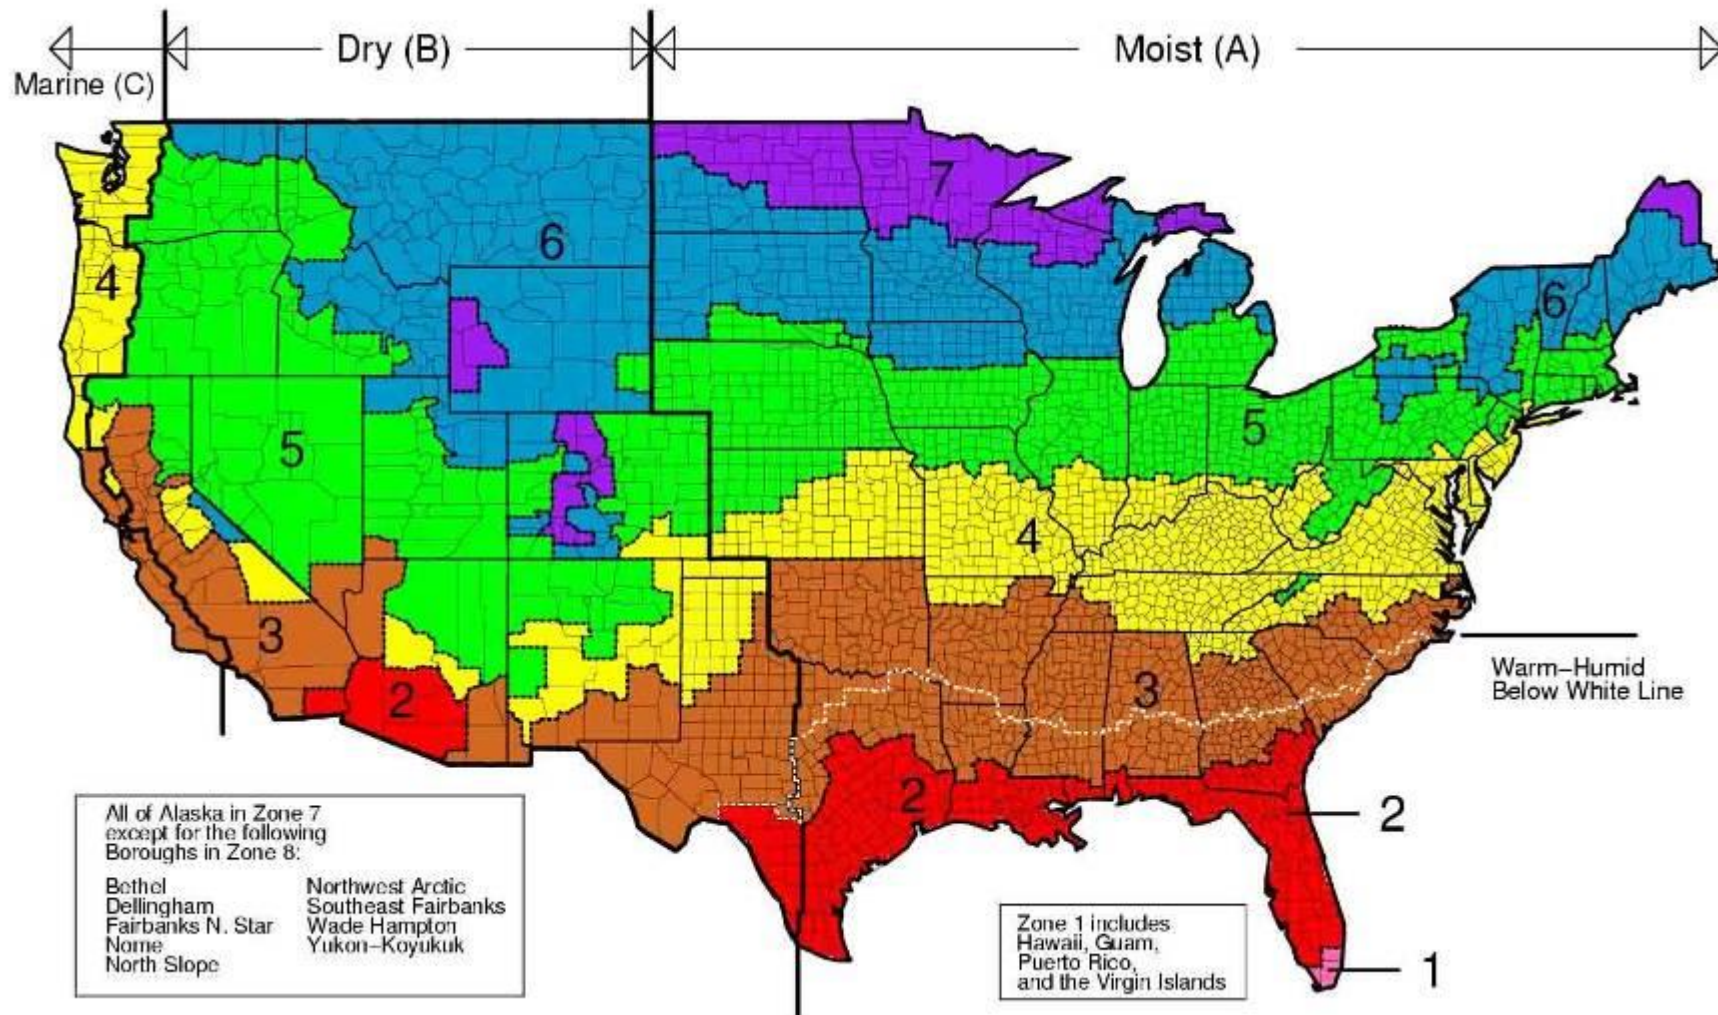 Marine (C)
Dry (B)
Moist (A)
7
6
6
4
5
5
4
3
3
2
2
2
1
Warm–Humid
Below White Line
All of Alaska in Zone 7
except for the following
Boroughs in Zone 8:
Bethel
Dellingham
Fairbanks N. Star
Nome
North Slope
Northwest Arctic
Southeast Fairbanks
Wade Hampton
Yukon–Koyukuk
Zone 1 includes
Hawaii, Guam,
Puerto Rico,
and the Virgin Islands